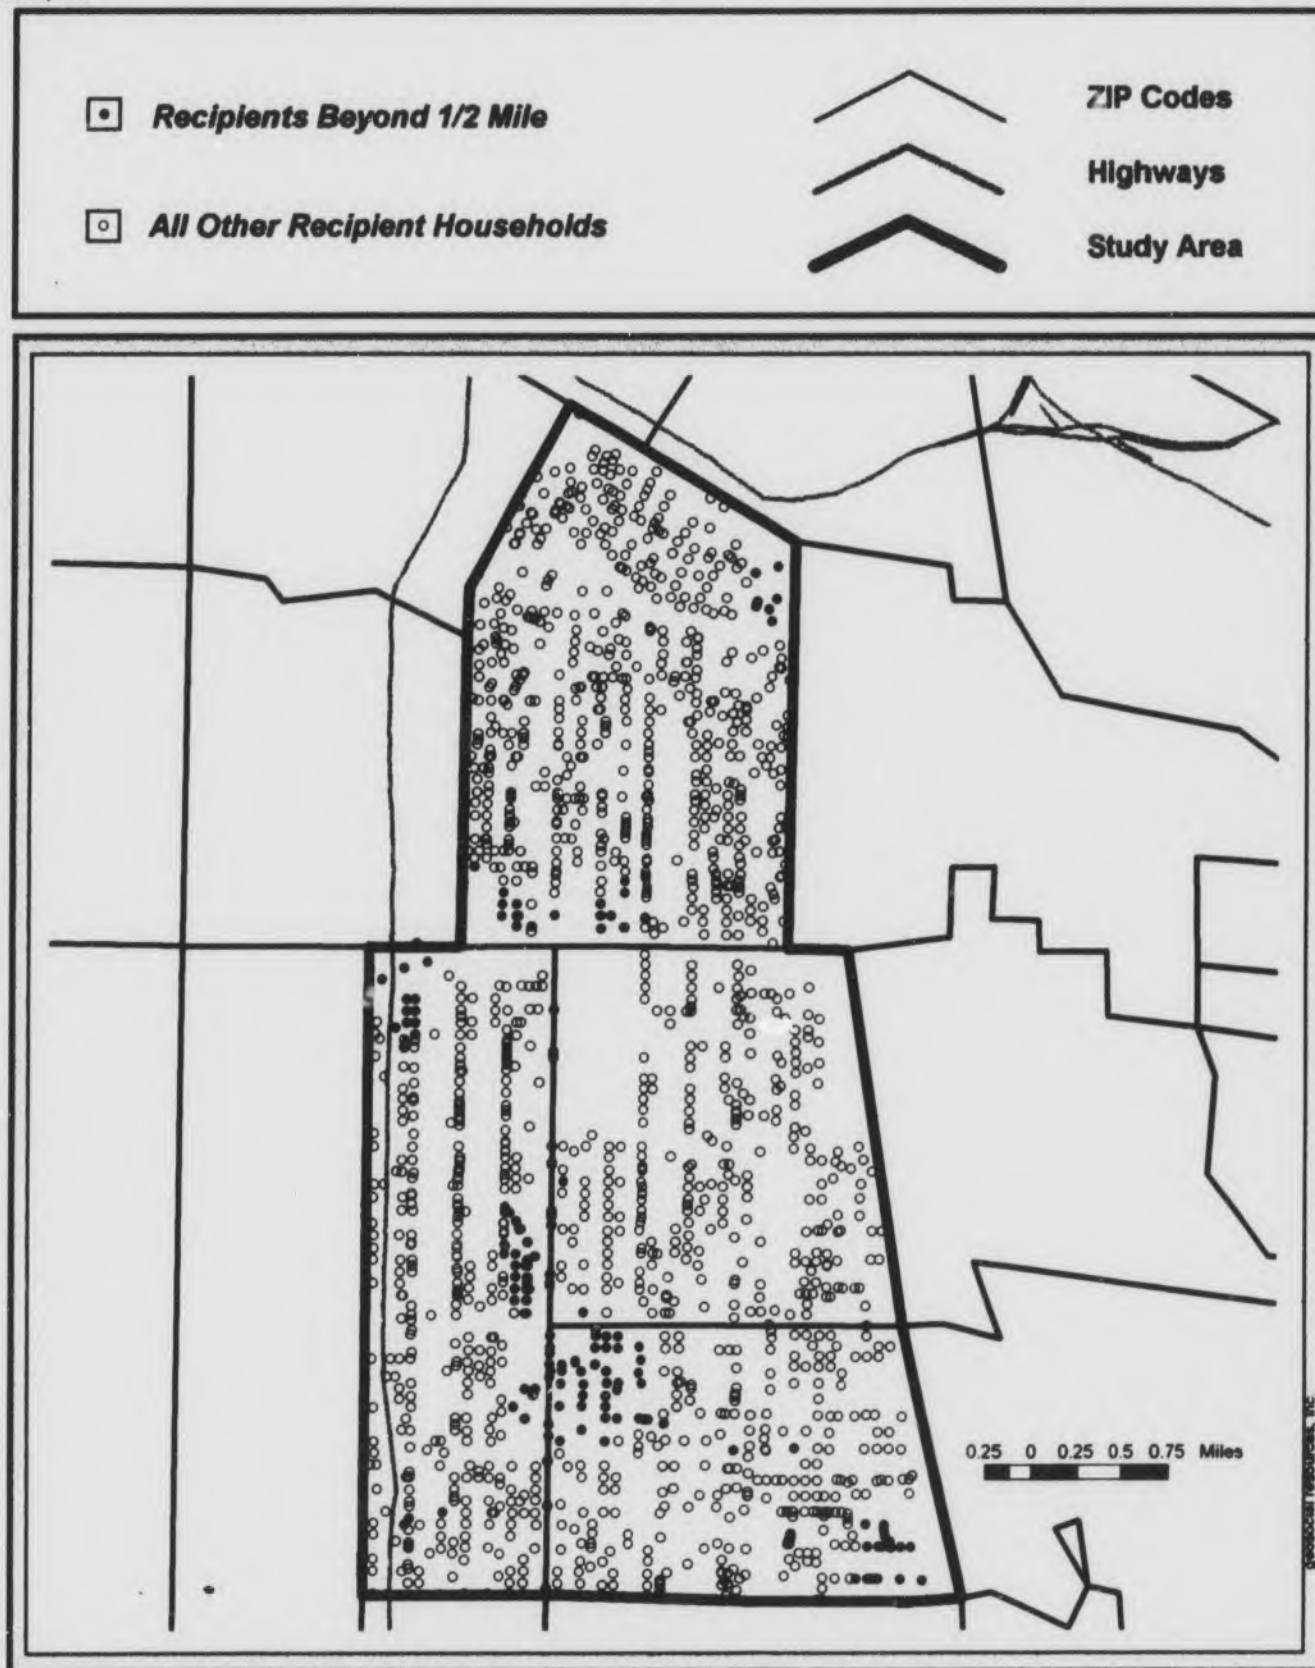 Recipients Beyond 1/2 Mile
All Other Recipient Households
ZIP Codes
Highways
Study Area
0.25 0 0.25 0.5 0.75 Miles